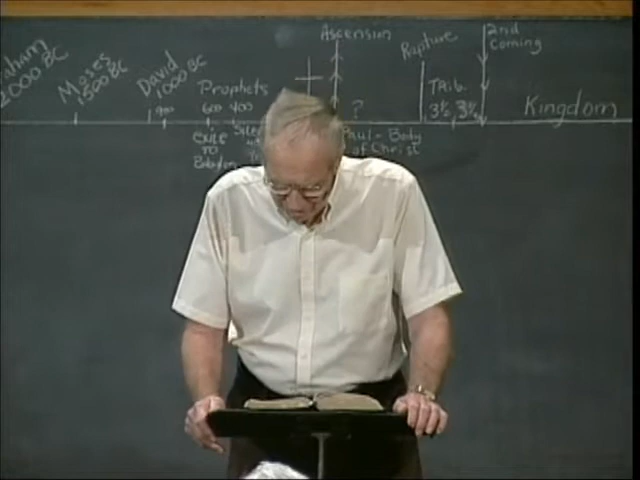 Ascension
2nd
Coming
Rapture
Abraham
2000 BC
Moses
1500 BC
David
1000 BC
900
Prophets
600 400
?
Trib.
3½ 3½
Kingdom
Exile
To
Babylon
Paul - Body
of Christ